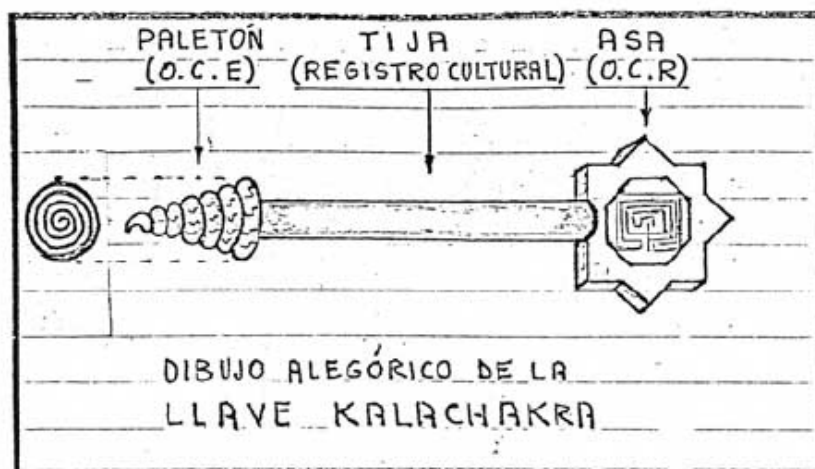 PALETÓN
(O.C.E)
TIJA
(REGISTRO CULTURAL)
ASA
(O.C.R)
DIBUJO ALEGÓRICO DE LA
LLAVE KALACHAKRA